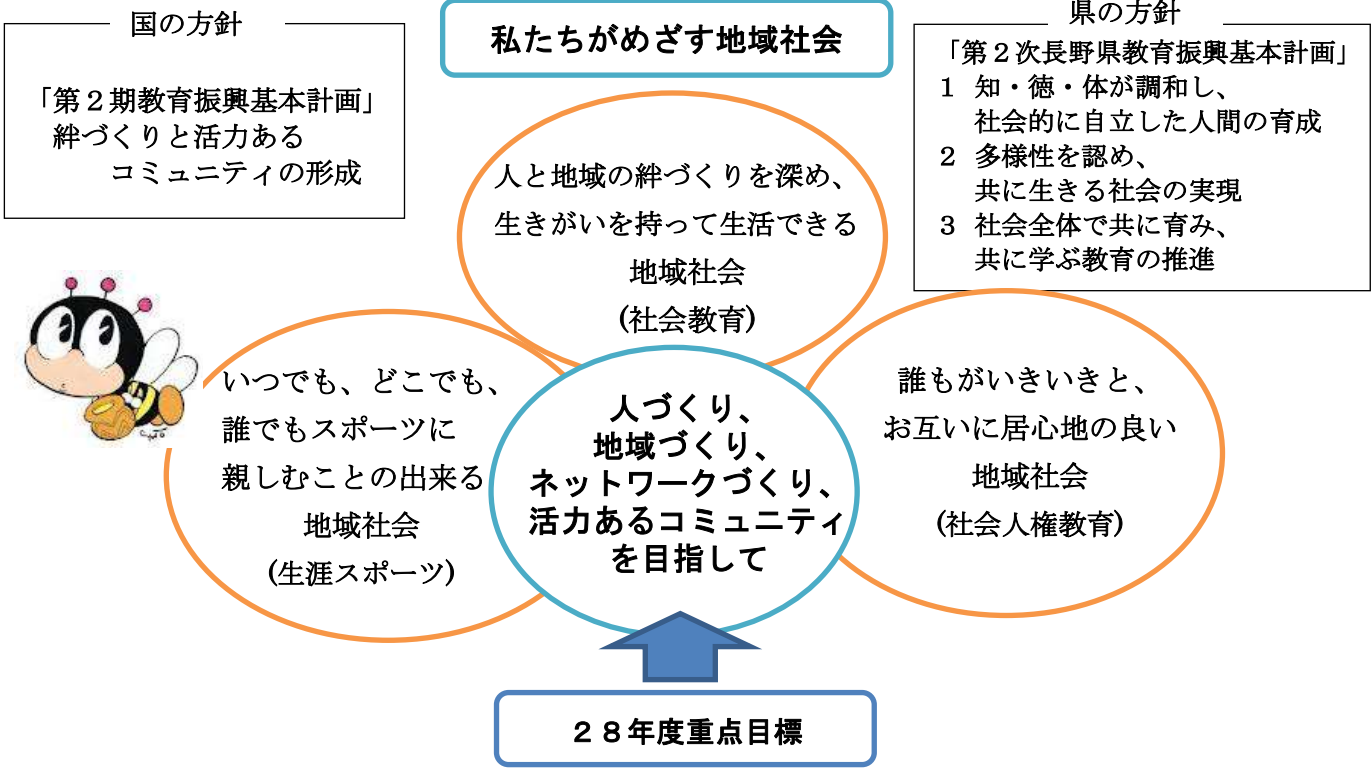 国の方針
「第２期教育振興基本計画」
絆づくりと活力ある
コミュニティの形成
私たちがめざす地域社会
県の方針
「第２次長野県教育振興基本計画」
１ 知・徳・体が調和し、
社会的に自立した人間の育成
２ 多様性を認め、
共に生きる社会の実現
３ 社会全体で共に育み、
共に学ぶ教育の推進
人と地域の絆づくりを深め、
生きがいを持って生活できる
地域社会
(社会教育)
いつでも、どこでも、
誰でもスポーツに
親しむことの出来る
地域社会
(生涯スポーツ)
人づくり、
地域づくり、
ネットワークづくり、
活力あるコミュニティ
を目指して
誰もがいきいきと、
お互いに居心地の良い
地域社会
(社会人権教育)
２８年度重点目標